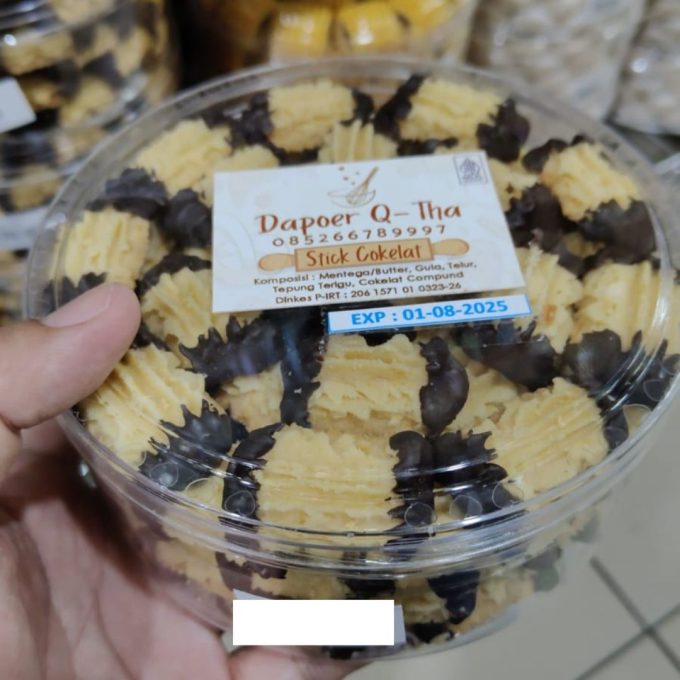 Dapoer Q-Tha
085266789997
Stick Cokelat
Komposisi : Mentega/Butter, Gula, Telur,
Tepung Terigu, Cokelat Compund
Dinkes P-IRT : 206 1571 01 0323-26
EXP : 01-08-2025